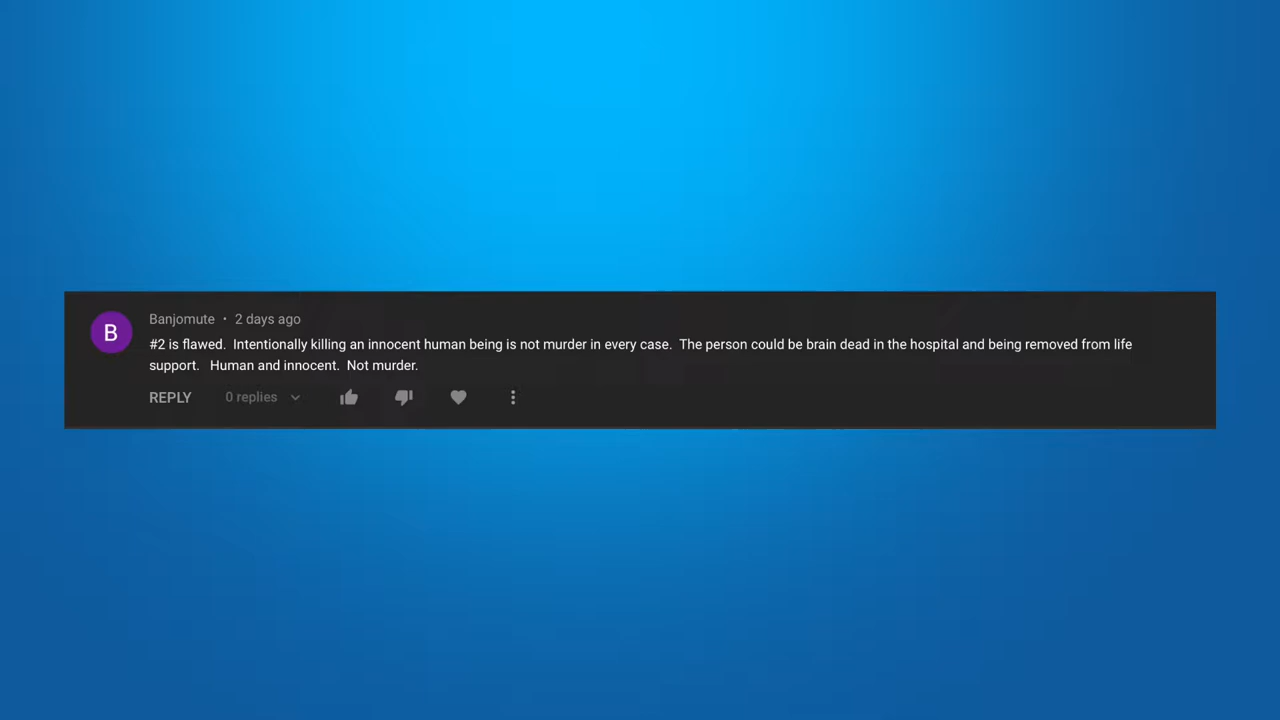 B
Banjomute • 2 days ago
#2 is flawed.  Intentionally killing an innocent human being is not murder in every case.  The person could be brain dead in the hospital and being removed from life
support.   Human and innocent.  Not murder.
REPLY 0 replies